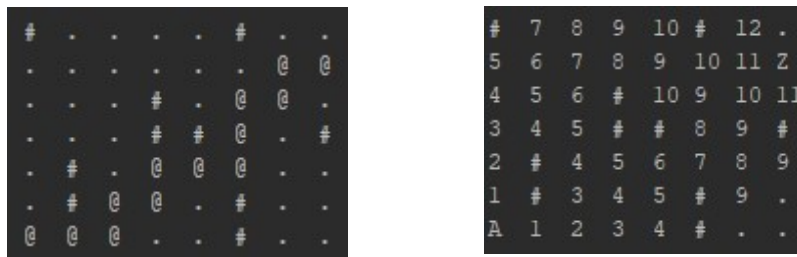 # . . . . # . .
. . . . . . @ @
. . . # . @ @ .
. . . # # @ . #
. # . @ @ @ . .
. # @ @ . # . .
@ @ @ . . # . .
# 7 8 9 10 # 12 .
5 6 7 8 9 10 11 Z
4 5 6 # 10 9 10 11
3 4 5 # # 8 9 #
2 # 4 5 6 7 8 9
1 # 3 4 5 # 9 .
A 1 2 3 4 # . .